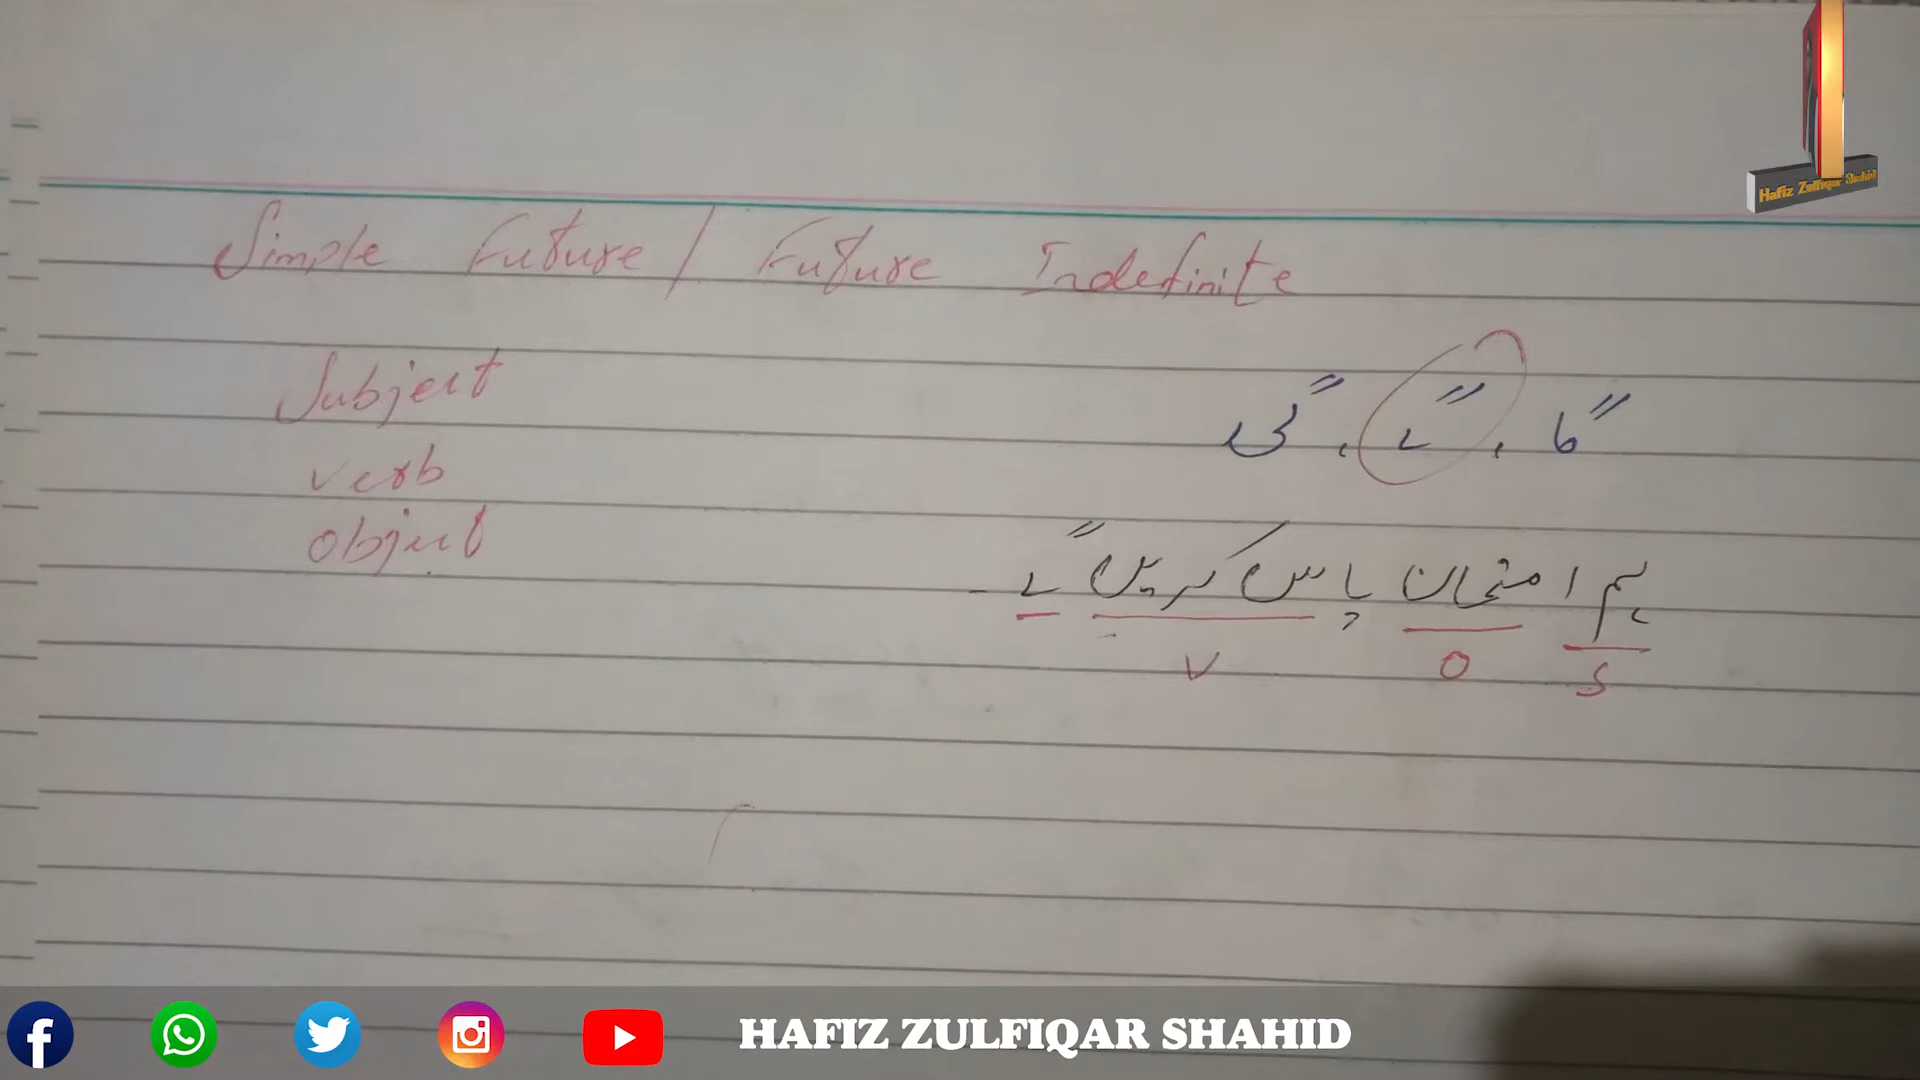 Hafiz Zulfiqar Shahid
Simple Future / Future Indefinite
Subject
گا ، گے ، گی
verb
object
ہم امتحان پاس کریں گے ۔
V O S
HAFIZ ZULFIQAR SHAHID